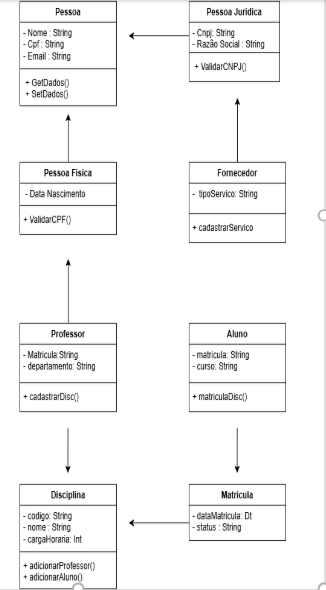 Pessoa
- Nome : String
- Cpf : String
- Email : String
+ GetDados()
+ SetDados()
Pessoa Juridica
- Cnpj: String
- Razão Social : String
+ ValidarCNPJ()
Pessoa Fisica
- Data Nascimento
+ ValidarCPF()
Fornecedor
- tipoServico: String
+ cadastrarServico
Professor
- Matricula:String
- departamento: String
+ cadastrarDisc()
Aluno
- matricula: String
- curso: String
+ matriculaDisc()
Disciplina
- codigo: String
- nome : String
- cargaHoraria: Int
+ adicionarProfessor()
+ adicionarAluno()
Matricula
- dataMatricula: Dt
- status : String